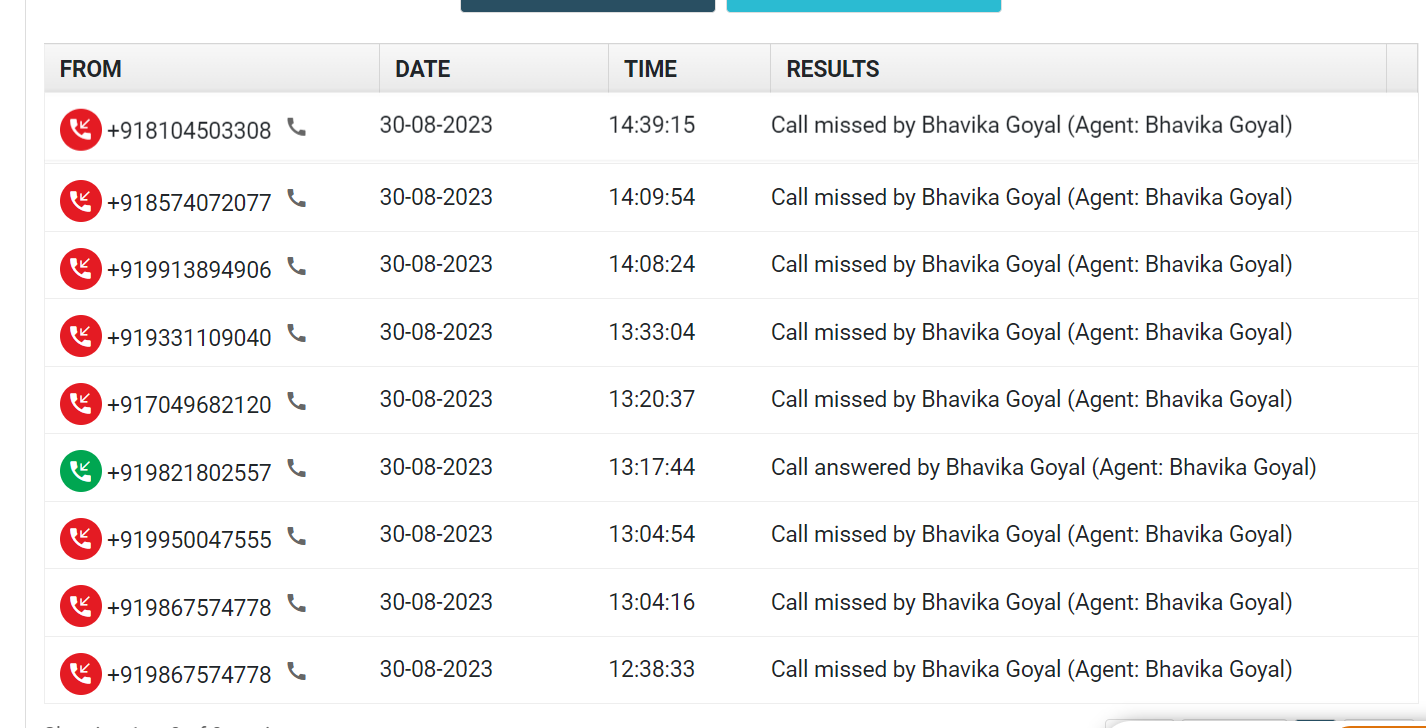 FROM DATE TIME RESULTS
+918104503308 30-08-2023 14:39:15 Call missed by Bhavika Goyal (Agent: Bhavika Goyal)
+918574072077 30-08-2023 14:09:54 Call missed by Bhavika Goyal (Agent: Bhavika Goyal)
+919913894906 30-08-2023 14:08:24 Call missed by Bhavika Goyal (Agent: Bhavika Goyal)
+919331109040 30-08-2023 13:33:04 Call missed by Bhavika Goyal (Agent: Bhavika Goyal)
+917049682120 30-08-2023 13:20:37 Call missed by Bhavika Goyal (Agent: Bhavika Goyal)
+919821802557 30-08-2023 13:17:44 Call answered by Bhavika Goyal (Agent: Bhavika Goyal)
+919950047555 30-08-2023 13:04:54 Call missed by Bhavika Goyal (Agent: Bhavika Goyal)
+919867574778 30-08-2023 13:04:16 Call missed by Bhavika Goyal (Agent: Bhavika Goyal)
+919867574778 30-08-2023 12:38:33 Call missed by Bhavika Goyal (Agent: Bhavika Goyal)